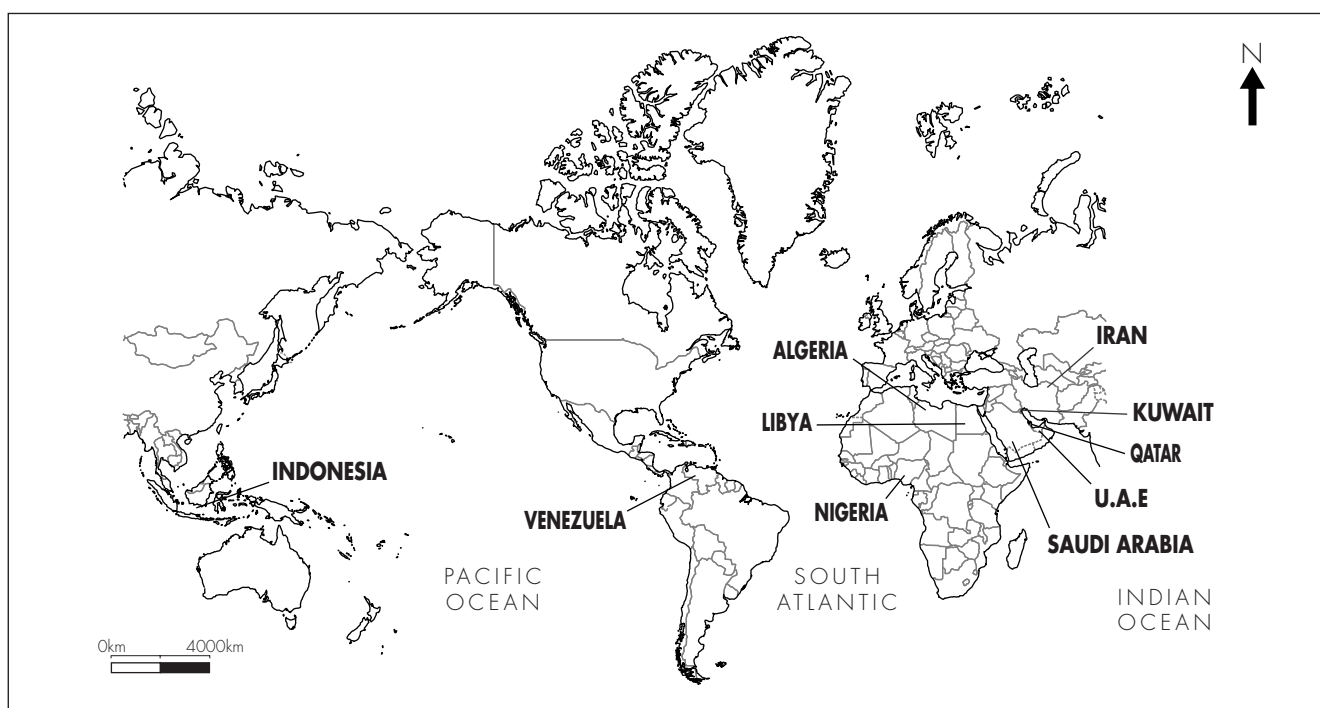 N
ALGERIA
IRAN
LIBYA
KUWAIT
QATAR
INDONESIA
U.A.E
VENEZUELA
NIGERIA
SAUDI ARABIA
PACIFIC
OCEAN
SOUTH
ATLANTIC
INDIAN
OCEAN
0km 4000km